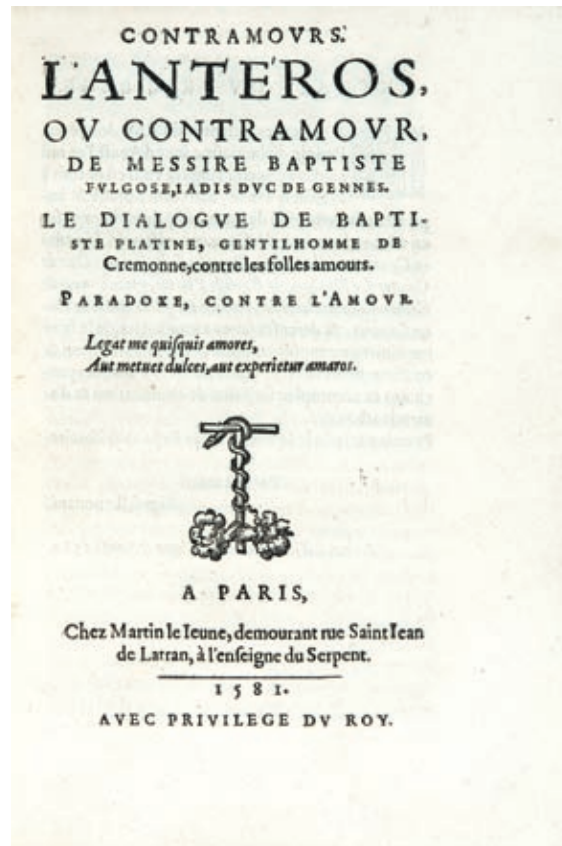 CONTRAMOVRS.
L'ANTEROS,
OV CONTRAMOVR,
DE MESSIRE BAPTISTE
FVLGOSE, IADIS DVC DE GENNES.
LE DIALOGVE DE BAPTI-
STE PLATINE, GENTILHOMME DE
Cremonne, contre les folles amours.
PARADOXE, CONTRE L'AMOVR.
Legat me quiſquis amores,
Aut metuet dulces, aut experietur amaros.
A PARIS,
Chez Martin le Ieune, demourant rue Saint Iean
de Latran, à l'enſeigne du Serpent.
1581.
AVEC PRIVILEGE DV ROY.